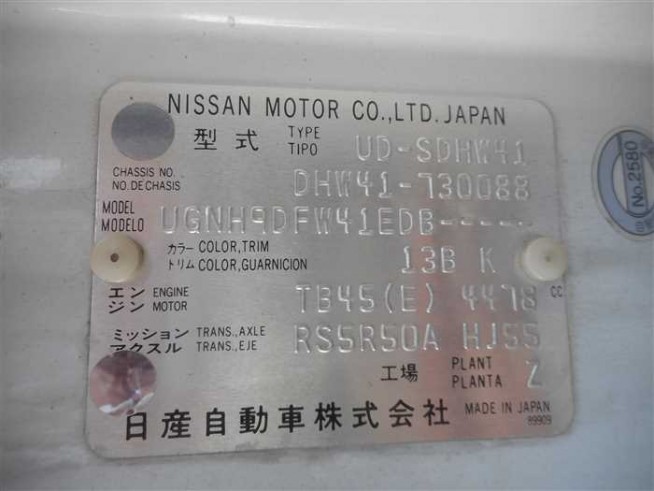 NISSAN MOTOR CO.,LTD. JAPAN
型式 TYPE TIPO UD-SDHW41
CHASSIS NO. NO. DE CHASIS DHW41-730088
MODEL MODELO UGNH9DFW41EDB-----
カラー COLOR,TRIM
トリム COLOR,GUARNICION 13B K
エンジン ENGINE MOTOR TB45(E) 4478 CC
ミッション TRANS.,AXLE
アクスル TRANS.,EJE RS5R50A HJ55
工場 PLANT PLANTA Z
日産自動車株式会社 MADE IN JAPAN
99909
No.2580